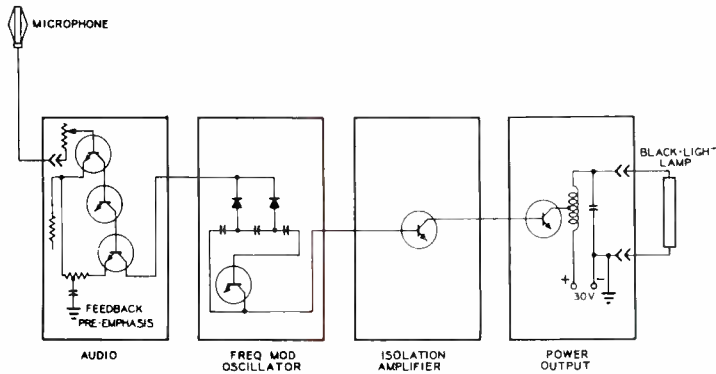 MICROPHONE
BLACK-LIGHT
LAMP
+
-
30V
FEEDBACK
PRE-EMPHASIS
AUDIO
FREQ MOD
OSCILLATOR
ISOLATION
AMPLIFIER
POWER
OUTPUT